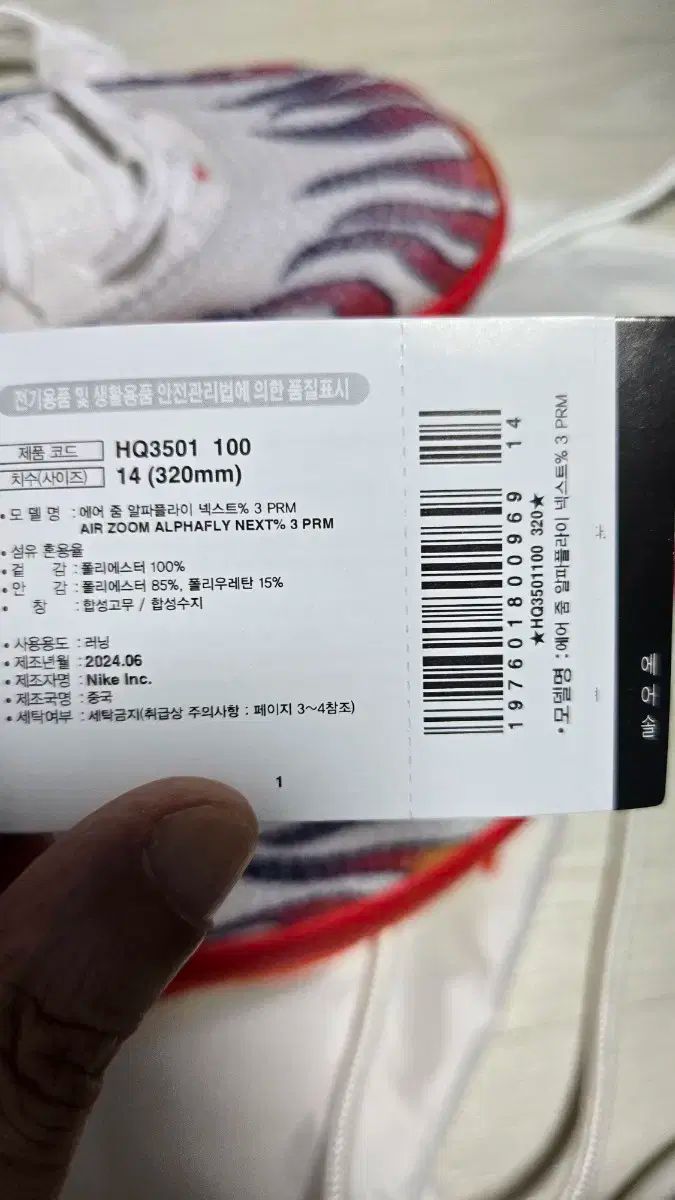 전기용품 및 생활용품 안전관리법에 의한 품질표시
제품 코드 HQ3501 100
치수(사이즈) 14 (320mm)
• 모 델 명 : 에어 줌 알파플라이 넥스트% 3 PRM
AIR ZOOM ALPHAFLY NEXT% 3 PRM
• 섬유 혼용율
• 겉 감 : 폴리에스터 100%
• 안 감 : 폴리에스터 85%, 폴리우레탄 15%
• 창 : 합성고무 / 합성수지
• 사용용도 : 러닝
• 제조년월 : 2024.06
• 제조자명 : Nike Inc.
• 제조국명 : 중국
• 세탁여부 : 세탁금지(취급상 주의사항 : 페이지 3~4참조)
1
14
197601800969
★HQ3501100 320★
• 모델명 : 에어 줌 알파플라이 넥스트% 3 PRM
에어솔